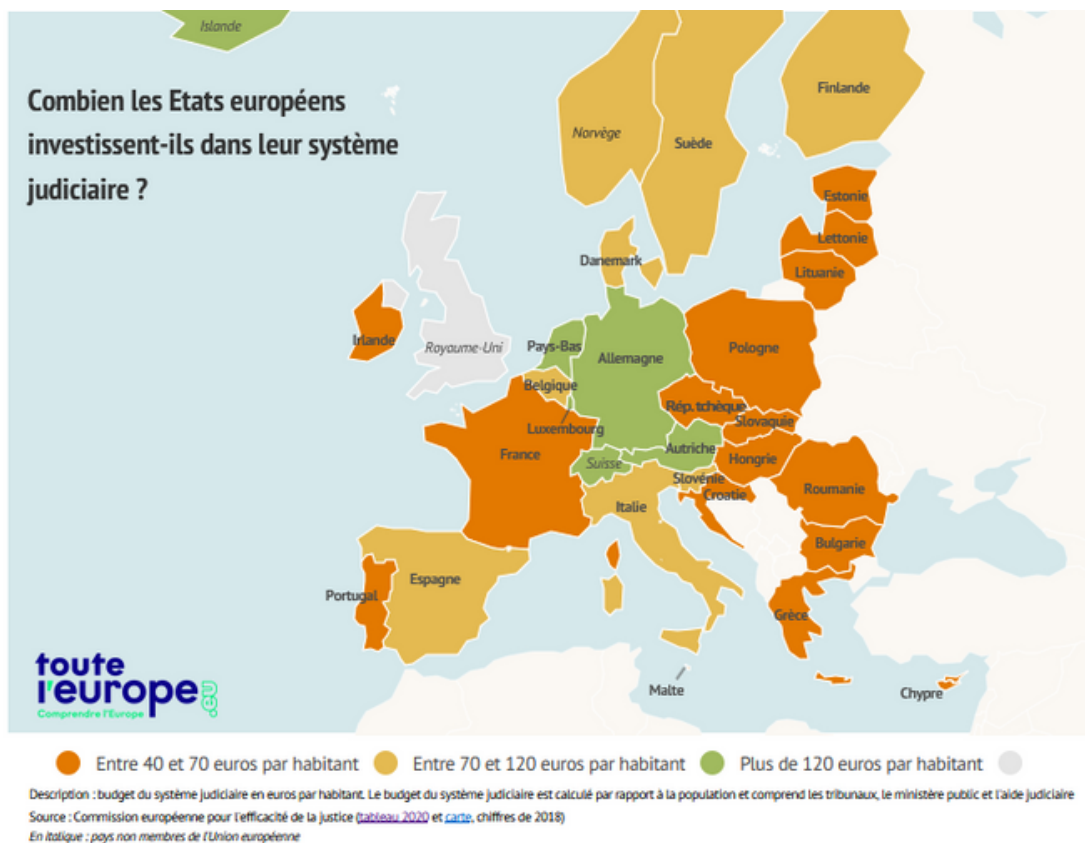 Islande
Combien les Etats européens
investissent-ils dans leur système
judiciaire ?
Finlande
Norvège
Suède
Estonie
Lettonie
Lituanie
Danemark
Irlande
Royaume-Uni
Pays-Bas
Allemagne
Pologne
Belgique
Luxembourg
Rép. tchèque
Slovaquie
France
Suisse
Autriche
Hongrie
Slovénie
Croatie
Roumanie
Italie
Bulgarie
Espagne
Portugal
Grèce
Malte
Chypre
toute
l'europe.eu
Comprendre l'Europe
Entre 40 et 70 euros par habitant
Entre 70 et 120 euros par habitant
Plus de 120 euros par habitant
Description : budget du système judiciaire en euros par habitant. Le budget du système judiciaire est calculé par rapport à la population et comprend les tribunaux, le ministère public et l'aide judiciaire
Source : Commission européenne pour l'efficacité de la justice (tableau 2020 et carte, chiffres de 2018)
En italique : pays non membres de l'Union européenne